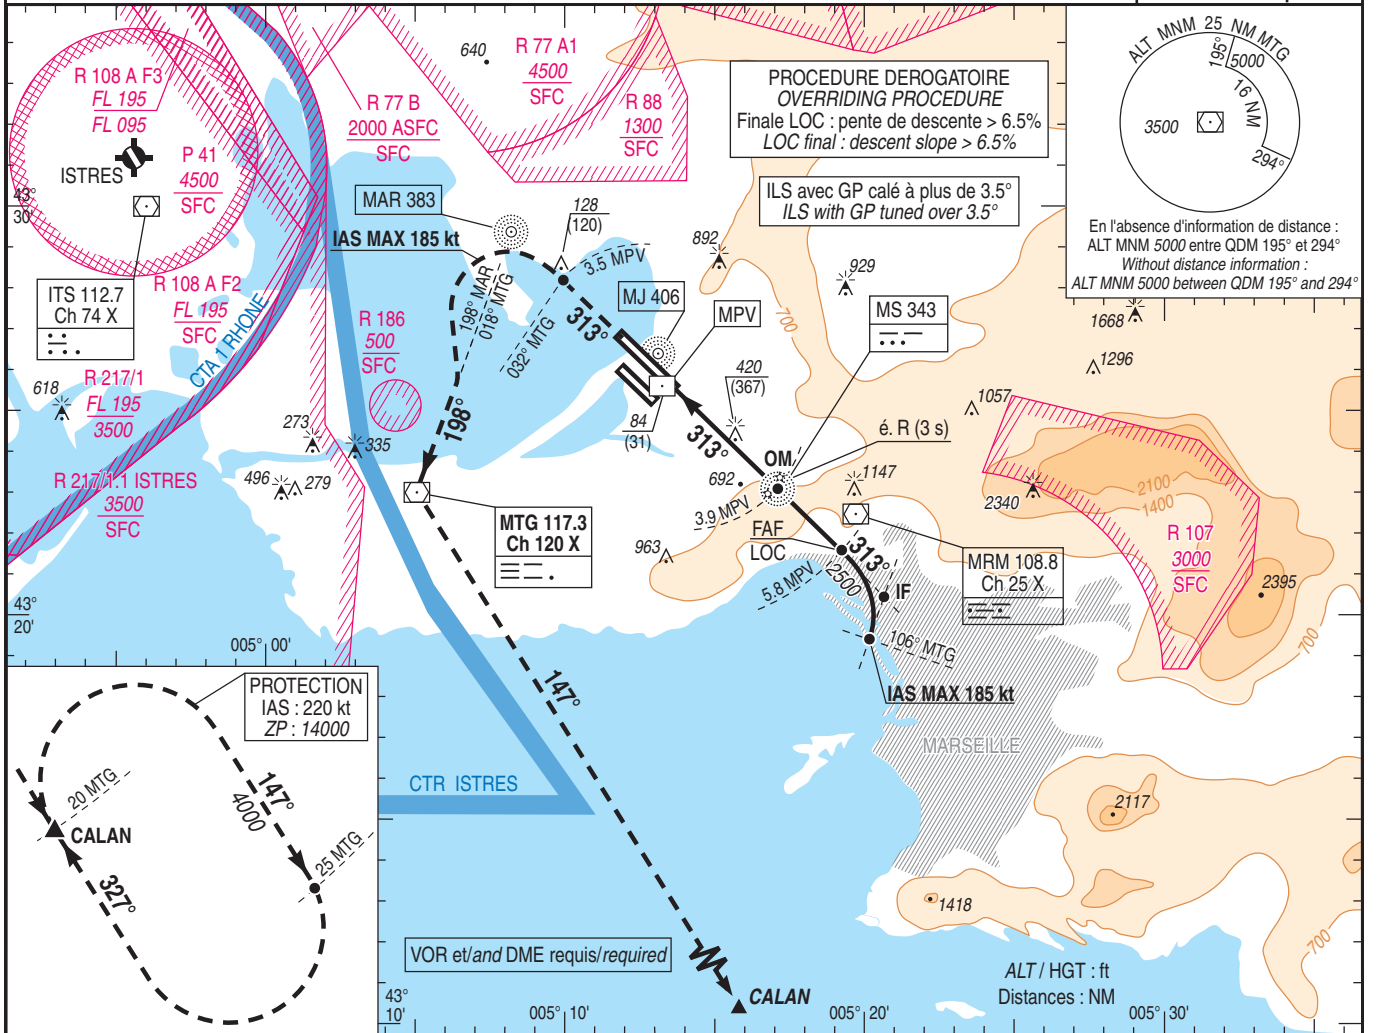 640
R 77 A1
4500
SFC
R 108 A F3
FL 195
FL 095
R 77 B
2000 ASFC
SFC
R 88
1300
SFC
PROCEDURE DEROGATOIRE
OVERRIDING PROCEDURE
Finale LOC : pente de descente > 6.5%
LOC final : descent slope > 6.5%
ALT MNM 25 NM MTG
195°
5000
16 NM
3500
294°
ISTRES
P 41
4500
SFC
43°
30'
MAR 383
IAS MAX 185 kt
128
(120)
ILS avec GP calé à plus de 3.5°
ILS with GP tuned over 3.5°
En l'absence d'information de distance :
ALT MNM 5000 entre QDM 195° et 294°
Without distance information :
ALT MNM 5000 between QDM 195° and 294°
892
929
3.5 MPV
ITS 112.7
Ch 74 X
R 108 A F2
FL 195
SFC
CTA 1 RHONE
198° MAR
018° MTG
032° MTG
313°
MJ 406
MPV
MS 343
700
1668
1296
R 186
500
SFC
618
R 217/1
FL 195
3500
273
335
198°
84
(31)
420
(367)
313°
1057
é. R (3 s)
OM
R 217/1.1 ISTRES
3500
SFC
496
279
692
1147
2340
2100
1400
MTG 117.3
Ch 120 X
3.9 MPV
FAF
LOC
963
313°
2500
5.8 MPV
IF
MRM 108.8
Ch 25 X
R 107
3000
SFC
2395
43°
20'
005° 00'
106° MTG
700
IAS MAX 185 kt
147°
MARSEILLE
PROTECTION
IAS : 220 kt
ZP : 14000
20 MTG
147°
4000
CALAN
25 MTG
327°
CTR ISTRES
2117
1418
700
VOR et/and DME requis/required
CALAN
ALT / HGT : ft
Distances : NM
43°
10'
005° 10'
005° 20'
005° 30'